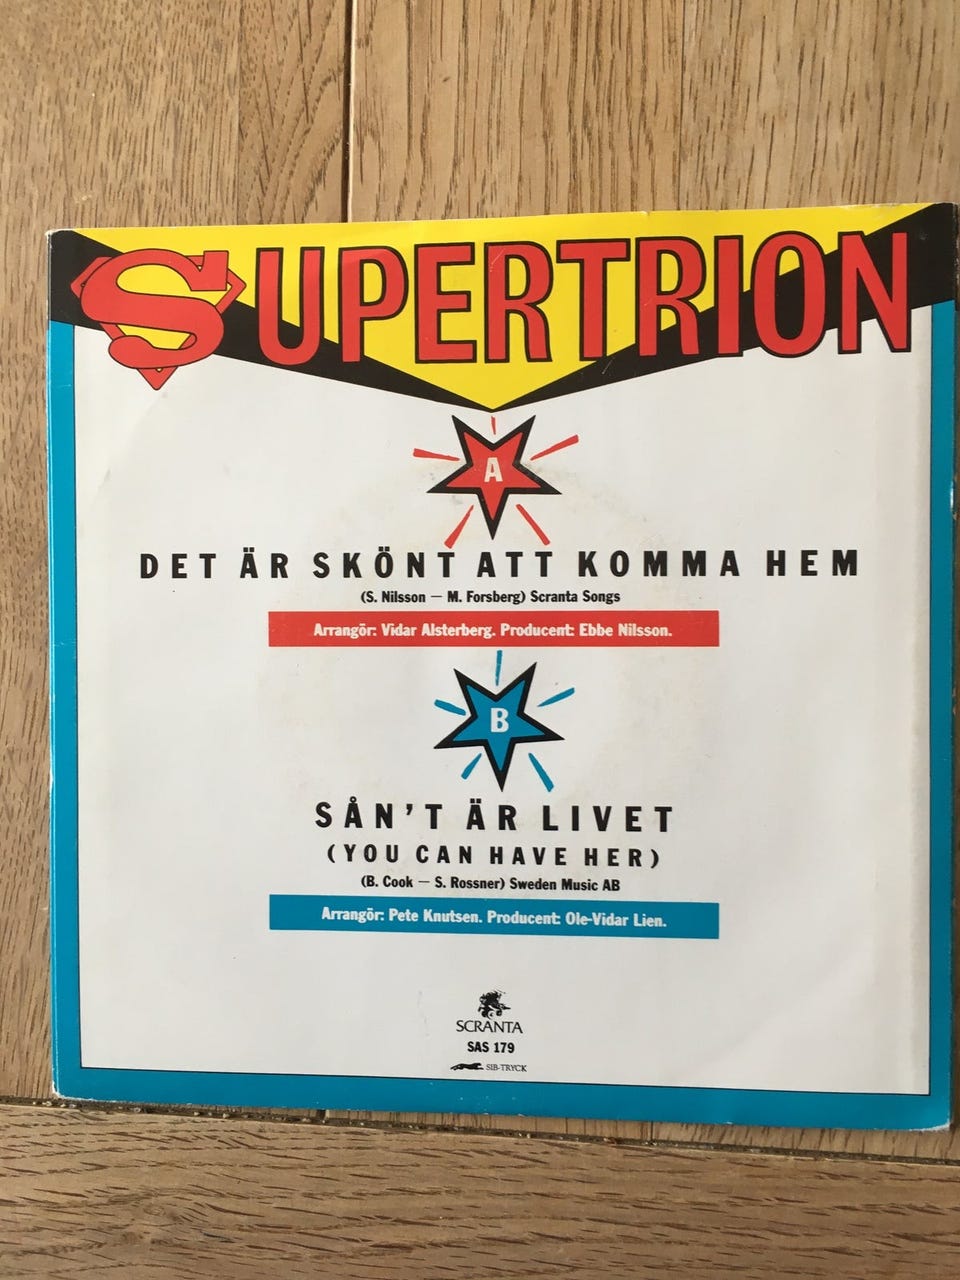 SUPERTRION
A
DET ÄR SKÖNT ATT KOMMA HEM
(S. Nilsson — M. Forsberg) Scranta Songs
Arrangör: Vidar Alsterberg. Producent: Ebbe Nilsson.
B
SÅN'T ÄR LIVET
(YOU CAN HAVE HER)
(B. Cook — S. Rossner) Sweden Music AB
Arrangör: Pete Knutsen. Producent: Ole-Vidar Lien.
SCRANTA
SAS 179
SIB-TRYCK